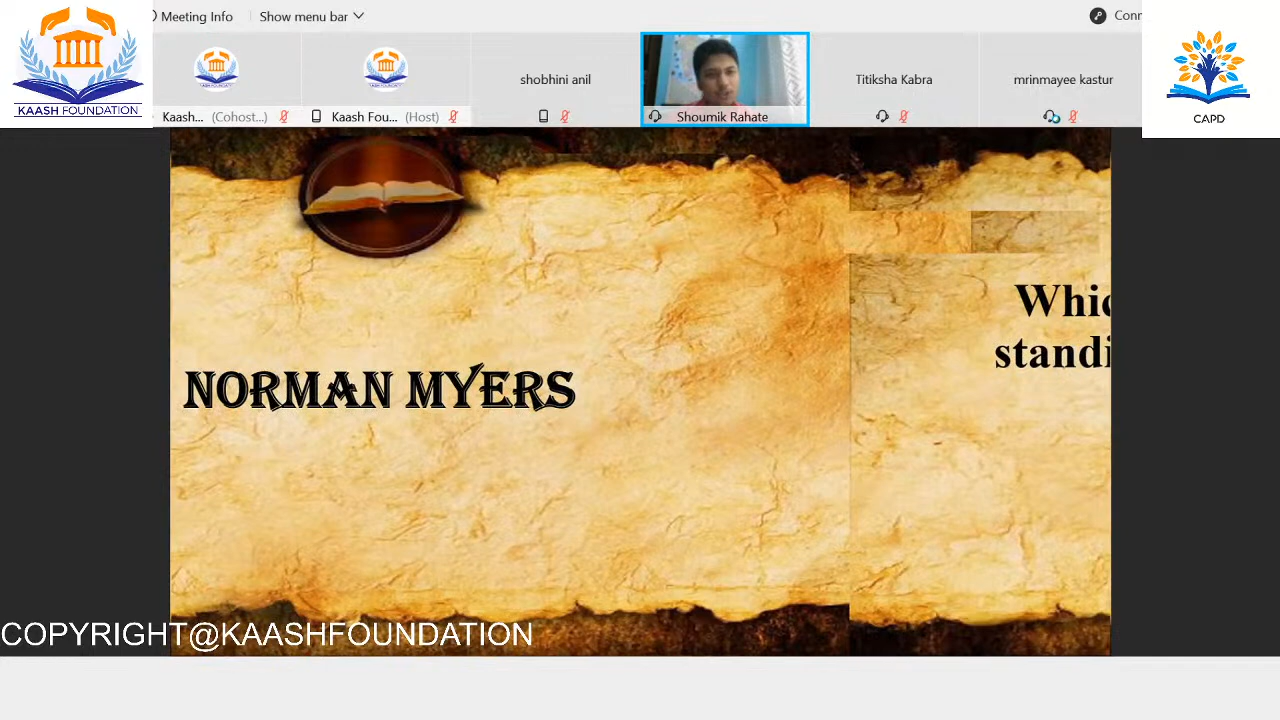 Meeting Info
Show menu bar
KAASH FOUNDATION
Kaash... (Cohost...)
Kaash Fou... (Host)
shobhini anil
Shoumik Rahate
Titiksha Kabra
mrinmayee kastur
CAPD
NORMAN MYERS
COPYRIGHT@KAASHFOUNDATION